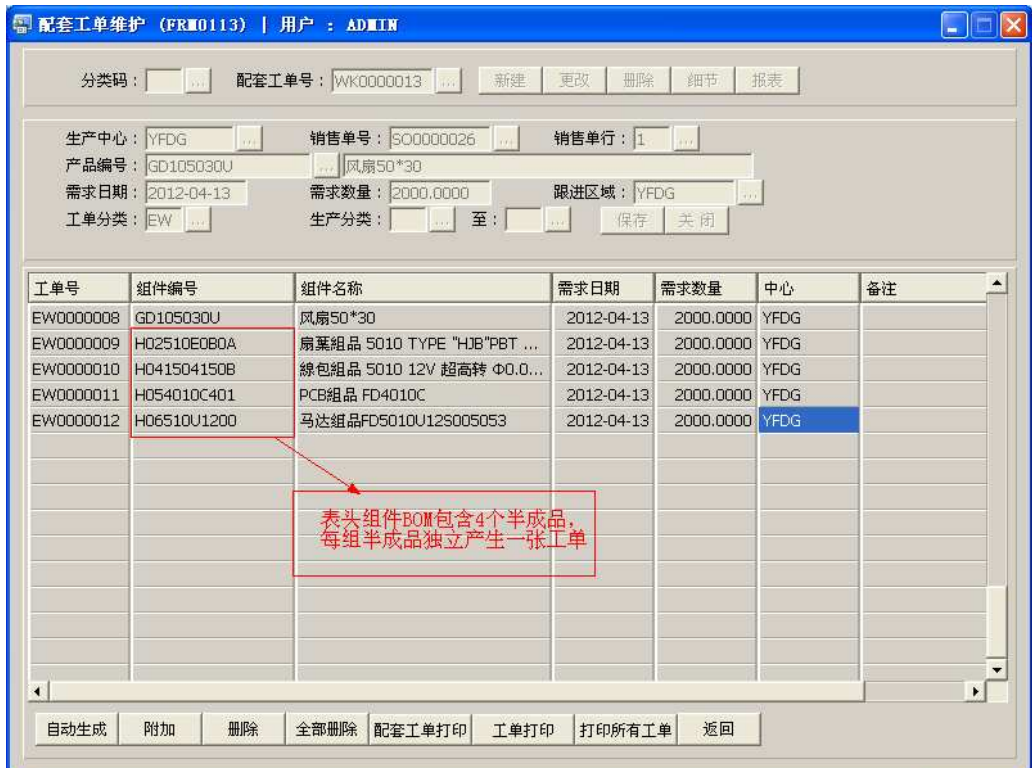 配套工单维护 (FRM0113) | 用户 : ADMIN
分类码： ... 配套工单号： WK0000013 ... 新建 更改 删除 细节 报表
生产中心： YFDG ... 销售单号： SO0000026 ... 销售单行： 1 ...
产品编号： GD105030U ... 风扇50*30
需求日期： 2012-04-13 需求数量： 2000.0000 跟进区域： YFDG ...
工单分类： EW ... 生产分类： ... 至： ... 保存 关闭
工单号 组件编号 组件名称 需求日期 需求数量 中心 备注
EW0000008 GD105030U 风扇50*30 2012-04-13 2000.0000 YFDG
EW0000009 H02510E0B0A 扇葉組品 5010 TYPE "HJB"PBT ... 2012-04-13 2000.0000 YFDG
EW0000010 H041504150B 線包組品 5010 12V 超高转 Φ0.0... 2012-04-13 2000.0000 YFDG
EW0000011 H054010C401 PCB組品 FD4010C 2012-04-13 2000.0000 YFDG
EW0000012 H06510U1200 马达组品FD5010U12S005053 2012-04-13 2000.0000 YFDG
表头组件BOM包含4个半成品，
每组半成品独立产生一张工单
自动生成 附加 删除 全部删除 配套工单打印 工单打印 打印所有工单 返回